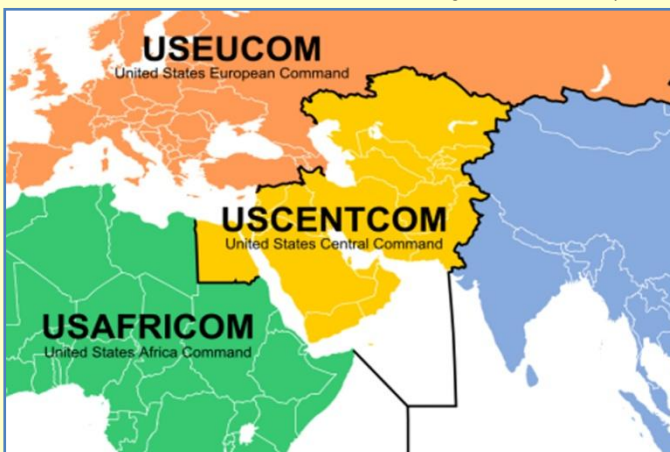 USEUCOM
United States European Command
USCENTCOM
United States Central Command
USAFRICOM
United States Africa Command